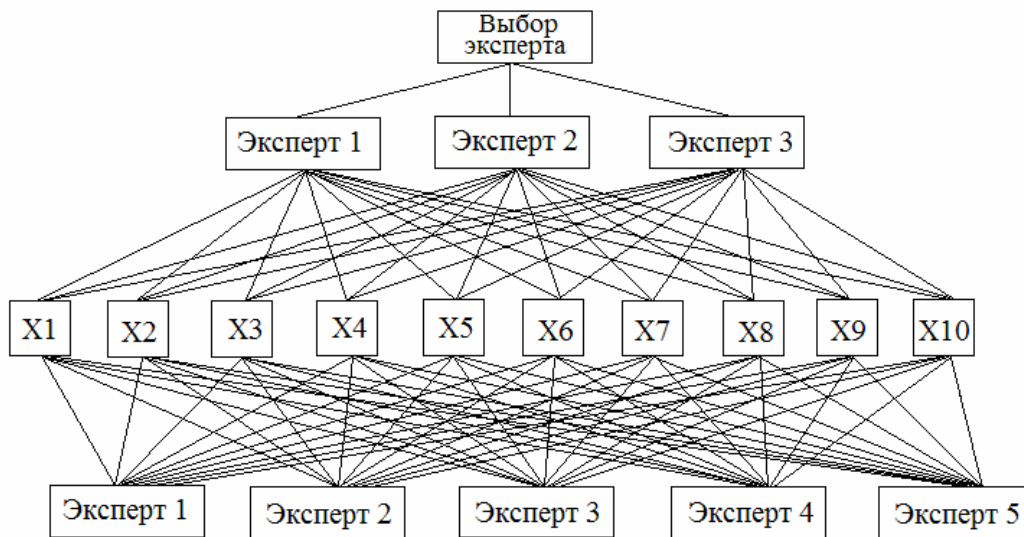 Выбор
эксперта
Эксперт 1
Эксперт 2
Эксперт 3
X1
X2
X3
X4
X5
X6
X7
X8
X9
X10
Эксперт 1
Эксперт 2
Эксперт 3
Эксперт 4
Эксперт 5